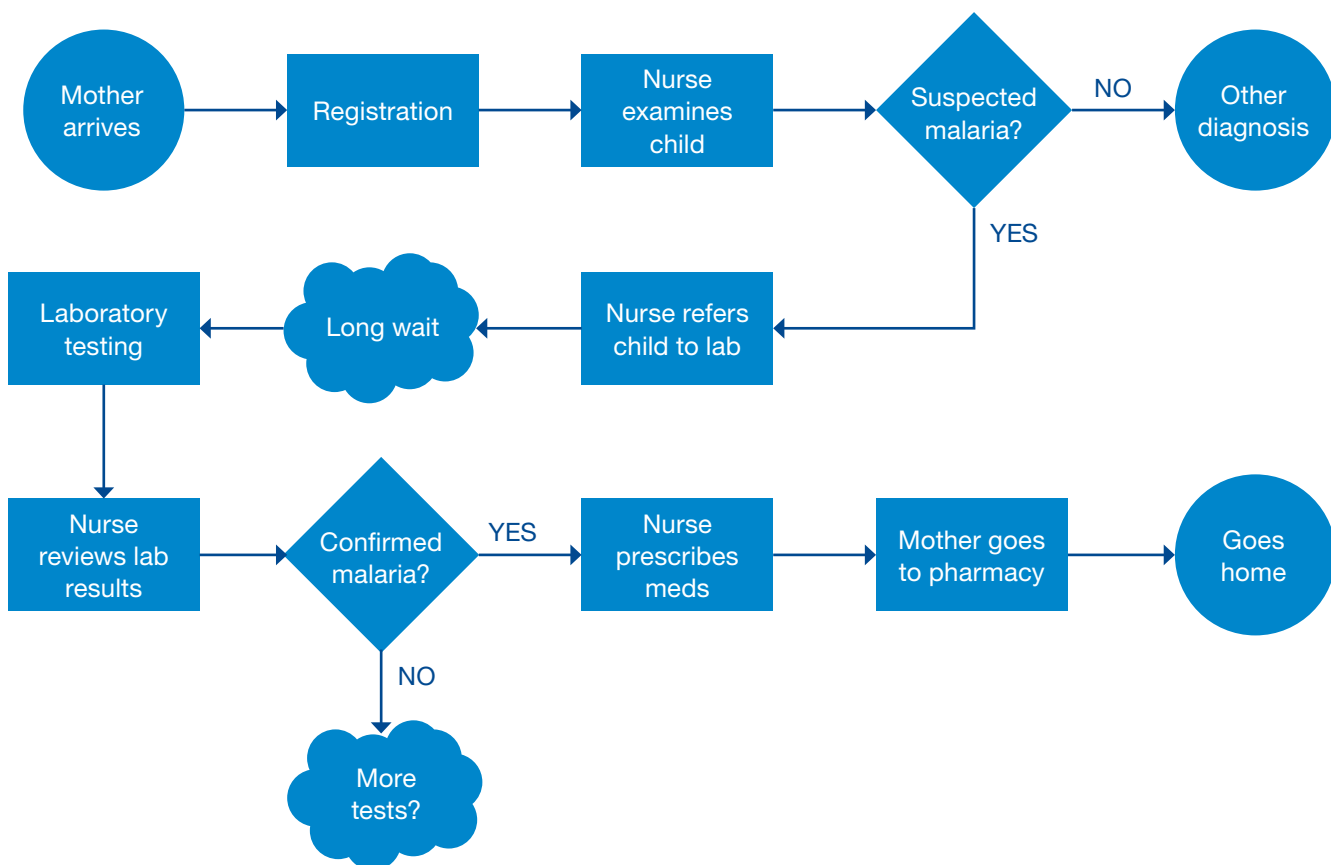 Mother
arrives
Registration
Nurse
examines
child
Suspected
malaria?
NO
Other
diagnosis
YES
Laboratory
testing
Long wait
Nurse refers
child to lab
Nurse
reviews lab
results
Confirmed
malaria?
YES
Nurse
prescribes
meds
Mother goes
to pharmacy
Goes
home
NO
More
tests?